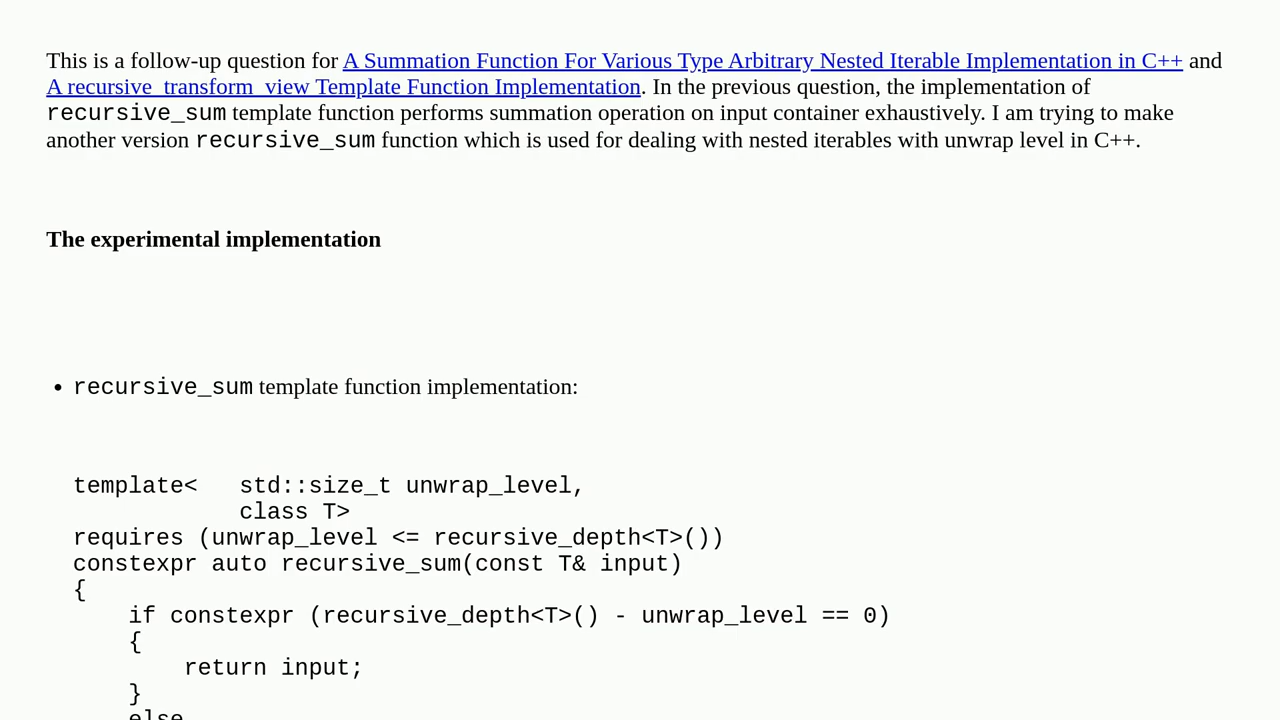 This is a follow-up question for A Summation Function For Various Type Arbitrary Nested Iterable Implementation in C++ and
A recursive_transform_view Template Function Implementation. In the previous question, the implementation of
recursive_sum template function performs summation operation on input container exhaustively. I am trying to make
another version recursive_sum function which is used for dealing with nested iterables with unwrap level in C++.
The experimental implementation
• recursive_sum template function implementation:
template<   std::size_t unwrap_level,
            class T>
requires (unwrap_level <= recursive_depth<T>())
constexpr auto recursive_sum(const T& input)
{
    if constexpr (recursive_depth<T>() - unwrap_level == 0)
    {
        return input;
    }
    else